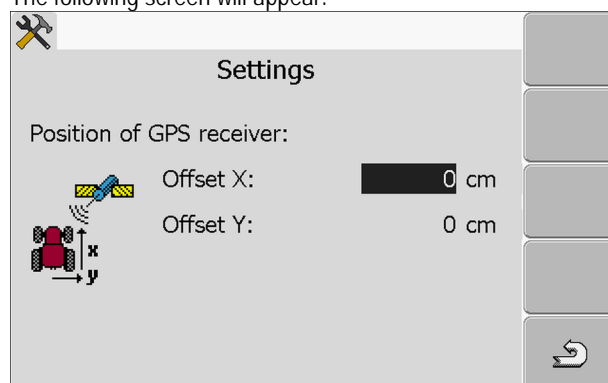 The following screen will appear:
Settings
Position of GPS receiver:
Offset X: 0 cm
Offset Y: 0 cm
x
y